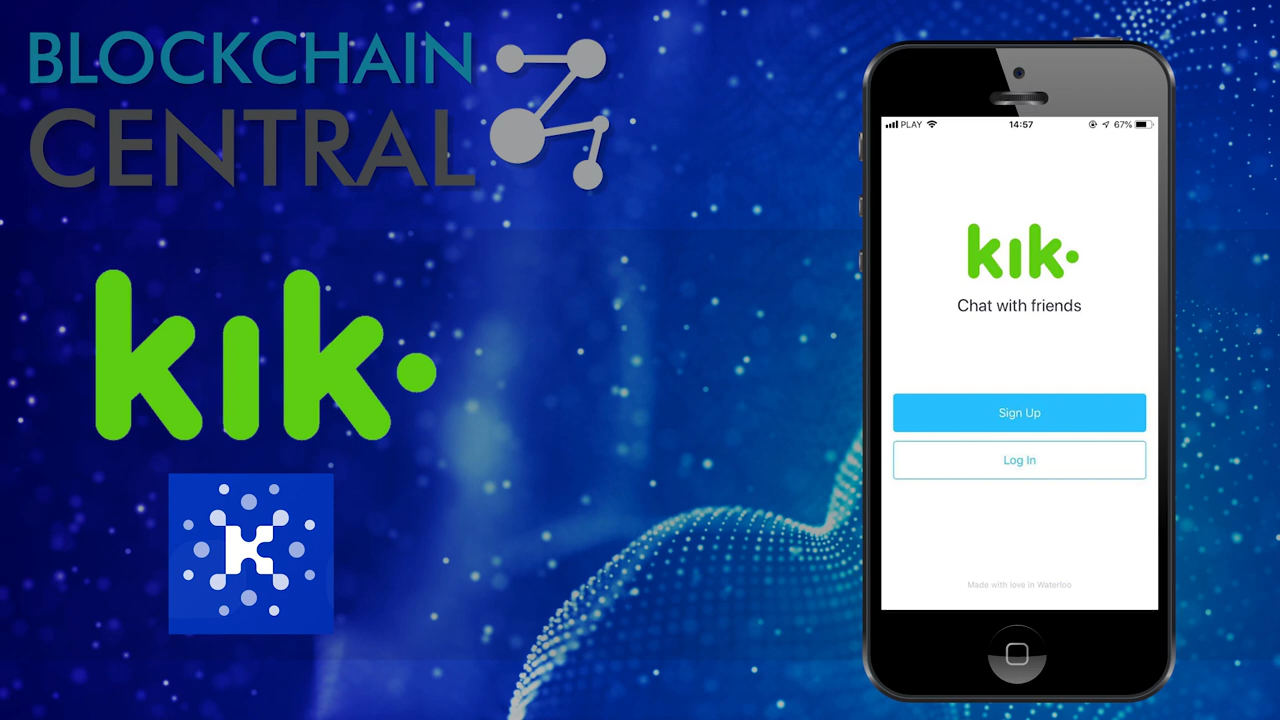 BLOCKCHAIN
CENTRAL
kik
K
PLAY 14:57 67%
kik
Chat with friends
Sign Up
Log In
Made with love in Waterloo